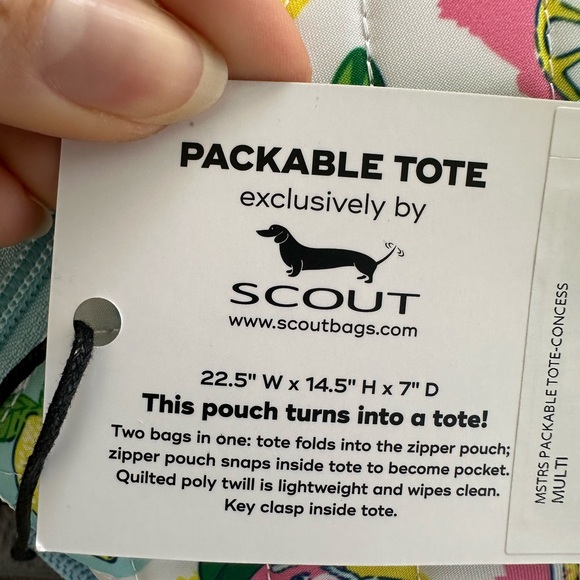 PACKABLE TOTE
exclusively by
SCOUT
www.scoutbags.com
22.5" W x 14.5" H x 7" D
This pouch turns into a tote!
Two bags in one: tote folds into the zipper pouch;
zipper pouch snaps inside tote to become pocket.
Quilted poly twill is lightweight and wipes clean.
Key clasp inside tote.
MSTRS PACKABLE TOTE-CONCESS
MULTI